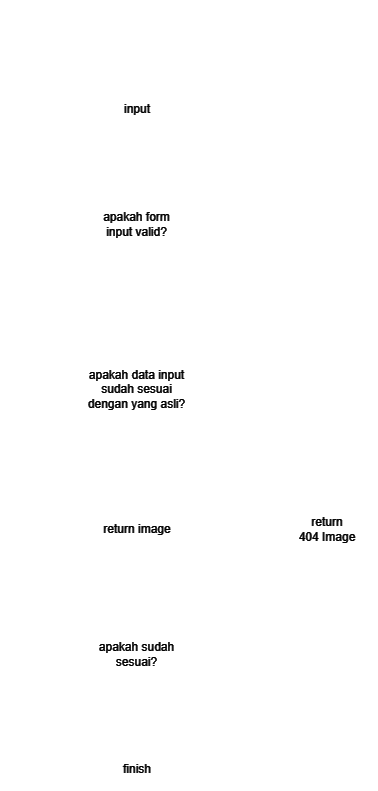 input
apakah form
input valid?
apakah data input
sudah sesuai
dengan yang asli?
return image
return
404 Image
apakah sudah
sesuai?
finish